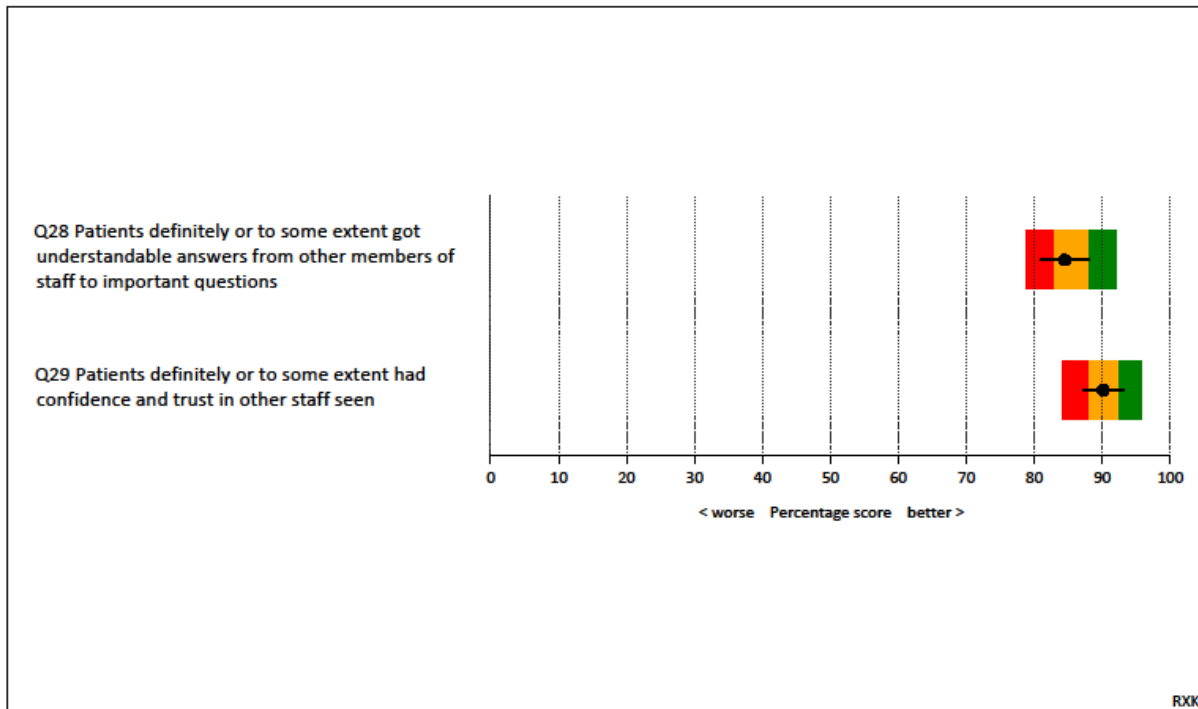 Q28 Patients definitely or to some extent got
understandable answers from other members of
staff to important questions
Q29 Patients definitely or to some extent had
confidence and trust in other staff seen
0 10 20 30 40 50 60 70 80 90 100
< worse Percentage score better >
RXK